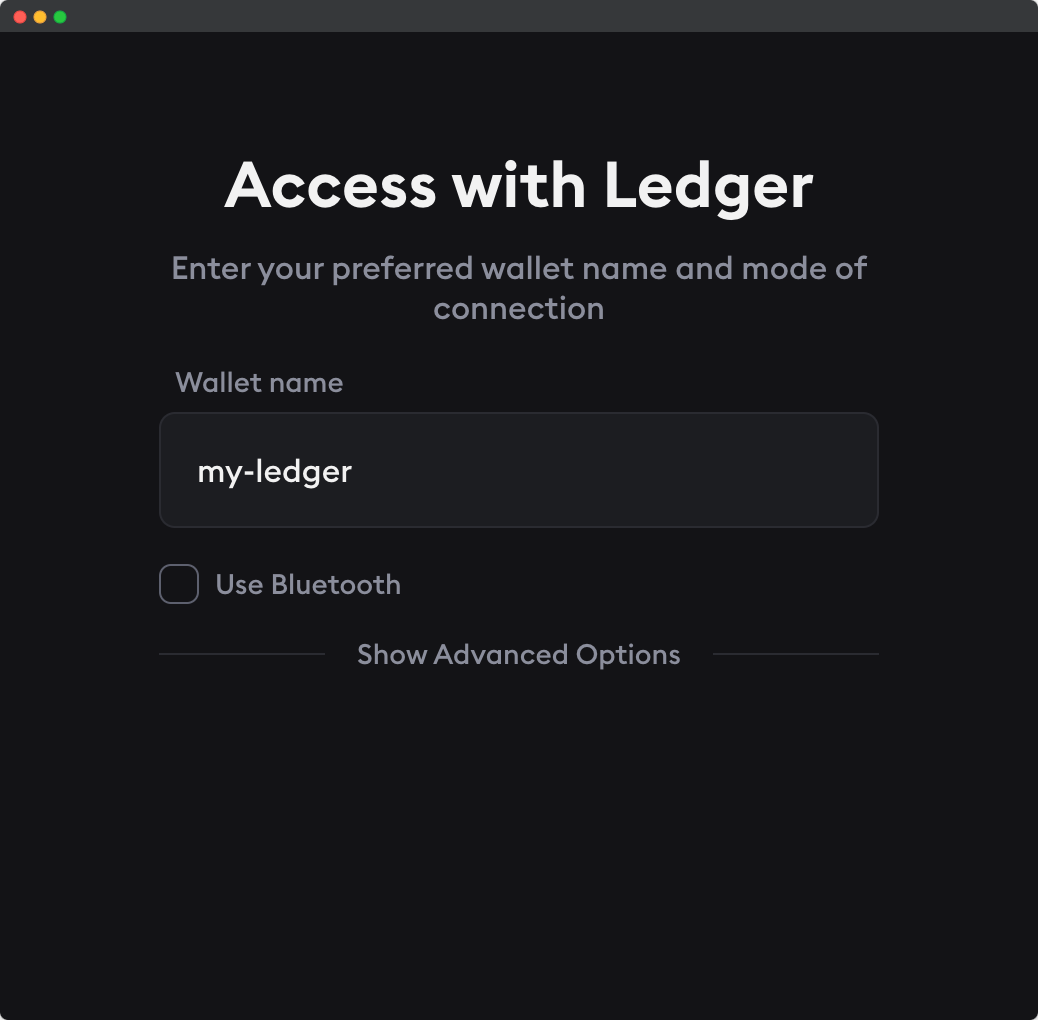 Access with Ledger
Enter your preferred wallet name and mode of
connection
Wallet name
my-ledger
Use Bluetooth
Show Advanced Options